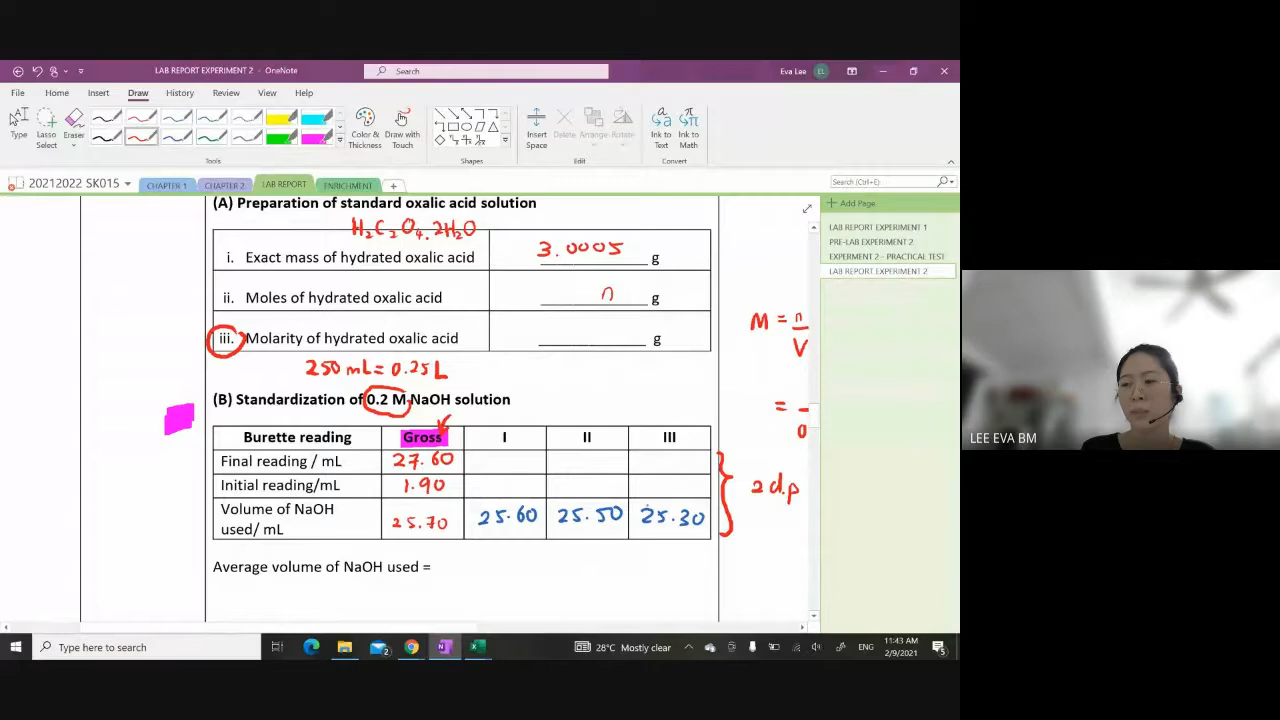 LAB REPORT EXPERIMENT 2 - OneNote
Search
Eva Lee
EL
File Home Insert Draw History Review View Help
Type
Lasso Select
Eraser
Color & Thickness
Draw with Touch
Insert Space
Delete
Arrange
Rotate
Ink to Text
Ink to Math
Tools
Shapes
Edit
Convert
20212022 SK015
CHAPTER 1
CHAPTER 2
LAB REPORT
ENRICHMENT
Search (Ctrl+E)
Add Page
LAB REPORT EXPERIMENT 1
PRE-LAB EXPERIMENT 2
EXPERIMENT 2 - PRACTICAL TEST
LAB REPORT EXPERIMENT 2
(A) Preparation of standard oxalic acid solution
H₂C₂O₄.2H₂O
i. Exact mass of hydrated oxalic acid 3.0005 g
ii. Moles of hydrated oxalic acid n g
iii. Molarity of hydrated oxalic acid g
M = n
V
250 mL = 0.25L
= 0
(B) Standardization of 0.2 M NaOH solution
Burette reading Gross I II III
Final reading / mL 27.60
Initial reading/mL 1.90
2 d.p
Volume of NaOH used/ mL 25.70 25.60 25.50 25.30
Average volume of NaOH used =
LEE EVA BM
Type here to search
28°C Mostly clear
ENG
11:43 AM
2/9/2021
5